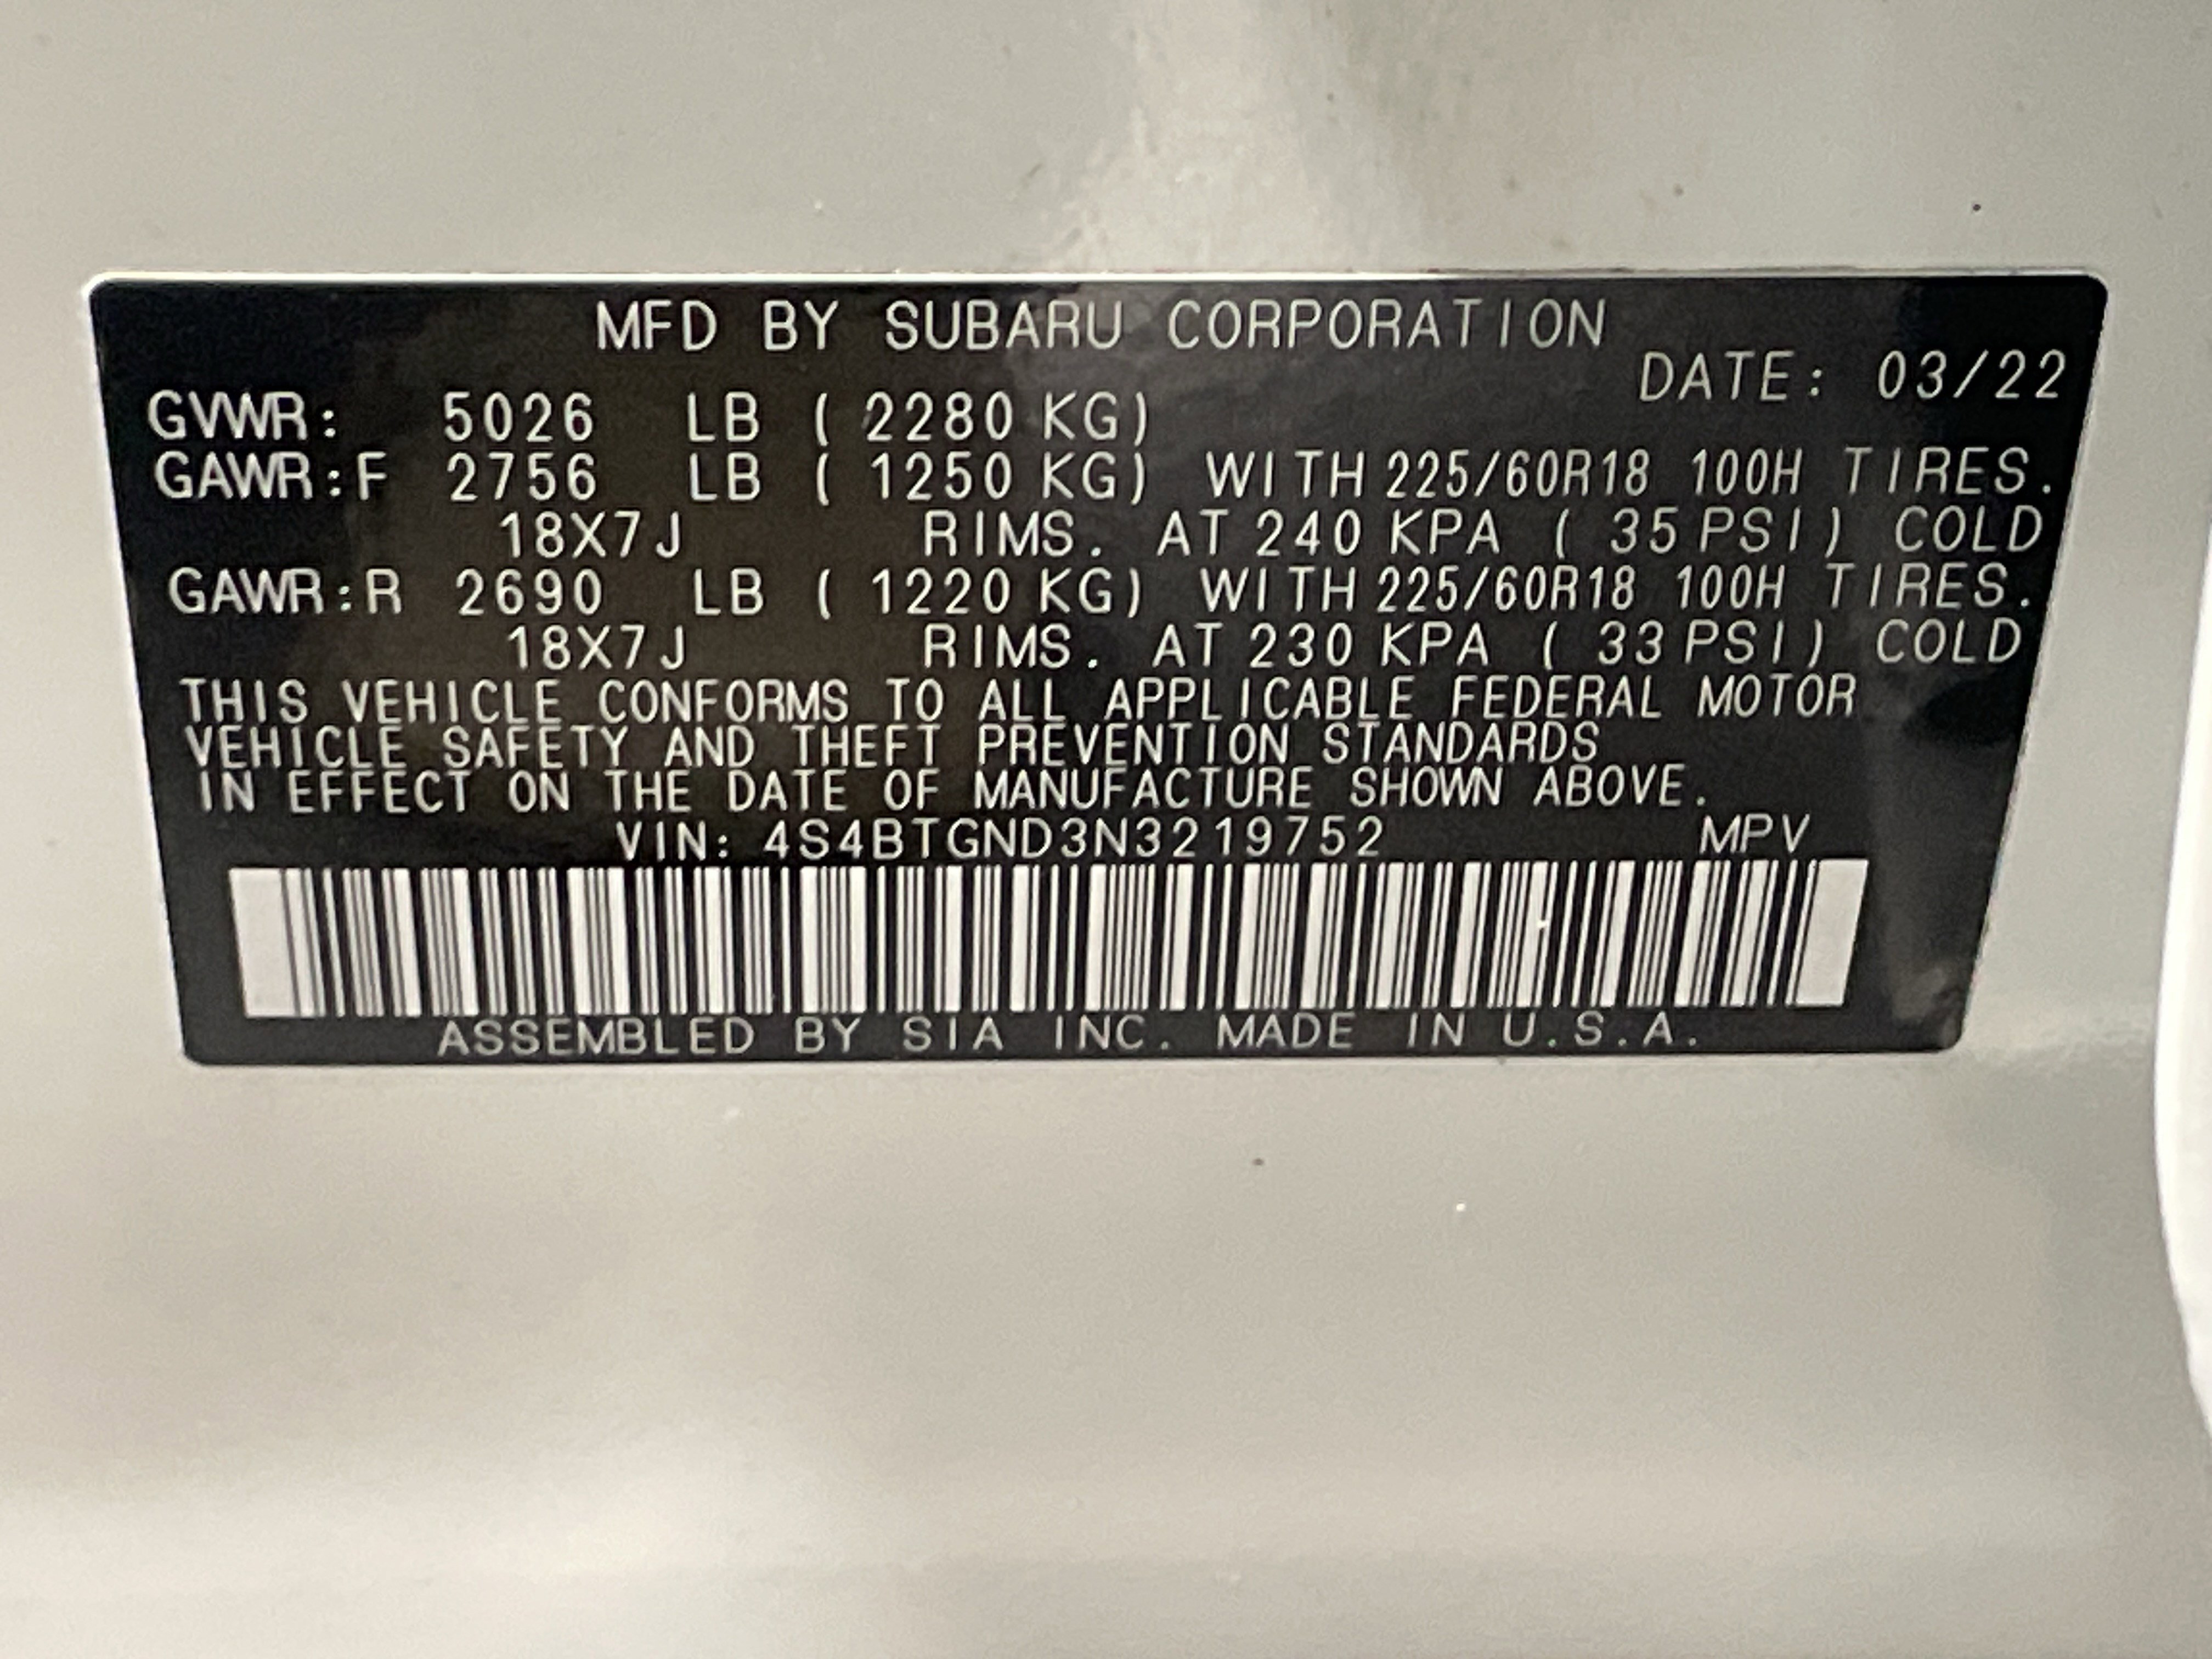 MFD BY SUBARU CORPORATION
DATE: 03/22
GVWR: 5026 LB ( 2280 KG)
GAWR:F 2756 LB ( 1250 KG) WITH 225/60R18 100H TIRES.
18X7J RIMS. AT 240 KPA ( 35 PSI) COLD
GAWR:R 2690 LB ( 1220 KG) WITH 225/60R18 100H TIRES.
18X7J RIMS. AT 230 KPA ( 33 PSI) COLD
THIS VEHICLE CONFORMS TO ALL APPLICABLE FEDERAL MOTOR
VEHICLE SAFETY AND THEFT PREVENTION STANDARDS
IN EFFECT ON THE DATE OF MANUFACTURE SHOWN ABOVE.
VIN: 4S4BTGND3N3219752 MPV
ASSEMBLED BY SIA INC. MADE IN U.S.A.